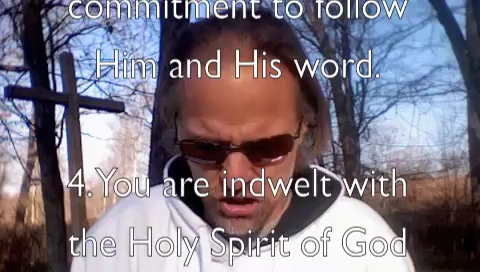 commitment to follow
Him and His word.
4. You are indwelt with
the Holy Spirit of God